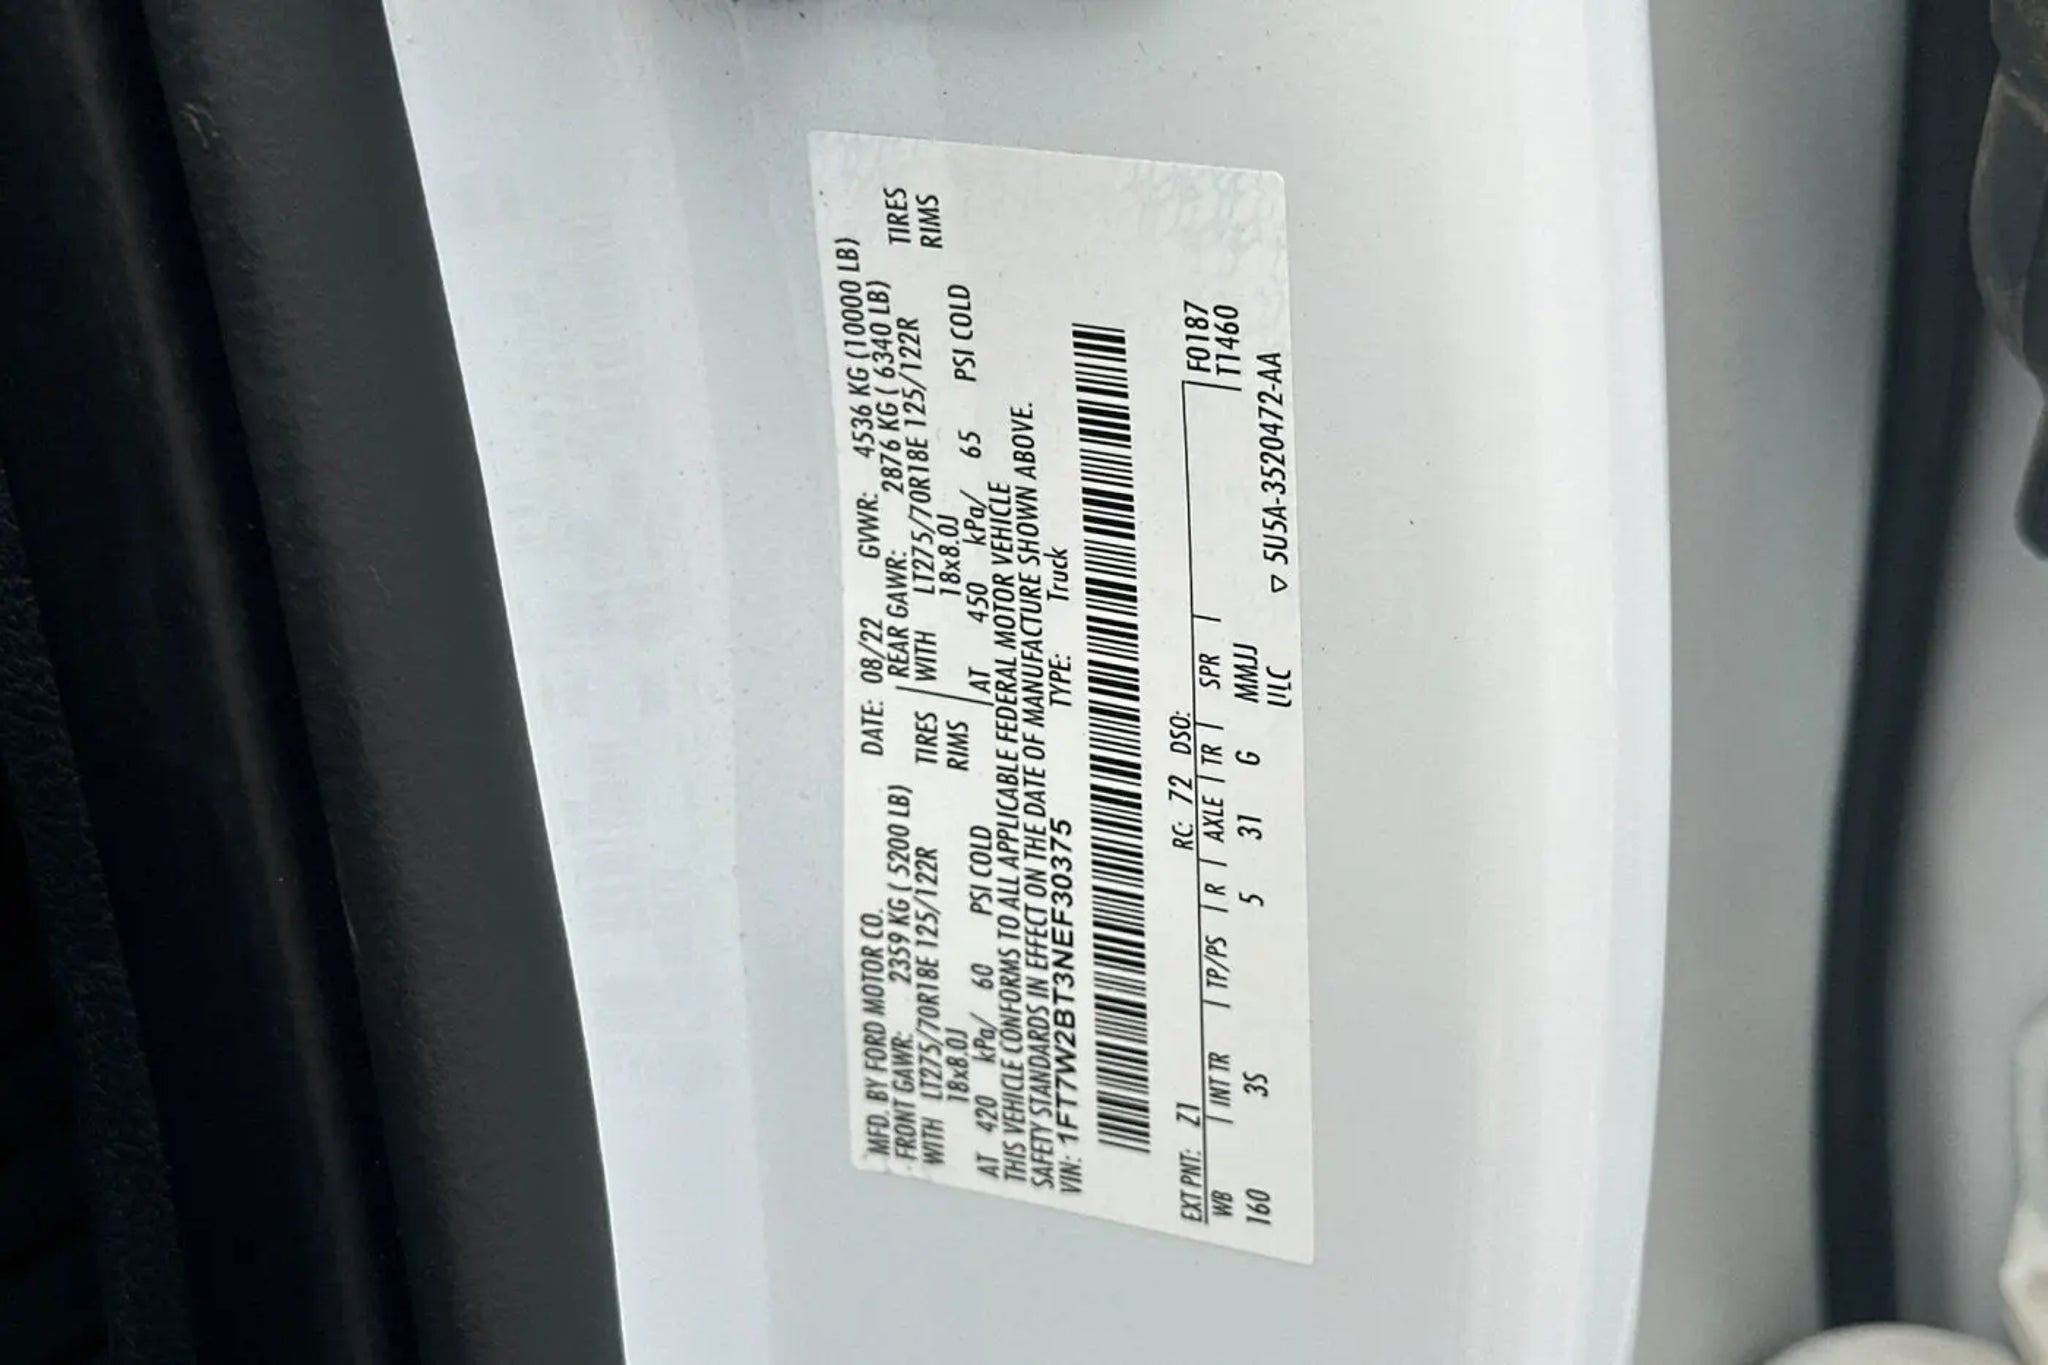 MFD. BY FORD MOTOR CO. DATE: 08/22 GVWR: 4536 KG (10000 LB)
FRONT GAWR: 2359 KG ( 5200 LB) REAR GAWR: 2876 KG ( 6340 LB)
WITH LT275/70R18E 125/122R TIRES WITH LT275/70R18E 125/122R TIRES
18x8.0J RIMS 18x8.0J RIMS
AT 420 kPa/ 60 PSI COLD AT 450 kPa/ 65 PSI COLD
THIS VEHICLE CONFORMS TO ALL APPLICABLE FEDERAL MOTOR VEHICLE
SAFETY STANDARDS IN EFFECT ON THE DATE OF MANUFACTURE SHOWN ABOVE.
VIN: 1FT7W2BT3NEF30375 TYPE: Truck
EXT PNT: Z1 RC: 72 DSO: F0187
WB INT TR TP/PS R AXLE TR SPR T1460
160 3S 5 31 G MMJJ ▽ 5U5A-3520472-AA